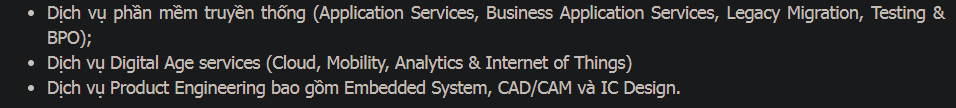 • Dịch vụ phần mềm truyền thống (Application Services, Business Application Services, Legacy Migration, Testing &
BPO);
• Dịch vụ Digital Age services (Cloud, Mobility, Analytics & Internet of Things)
• Dịch vụ Product Engineering bao gồm Embedded System, CAD/CAM và IC Design.